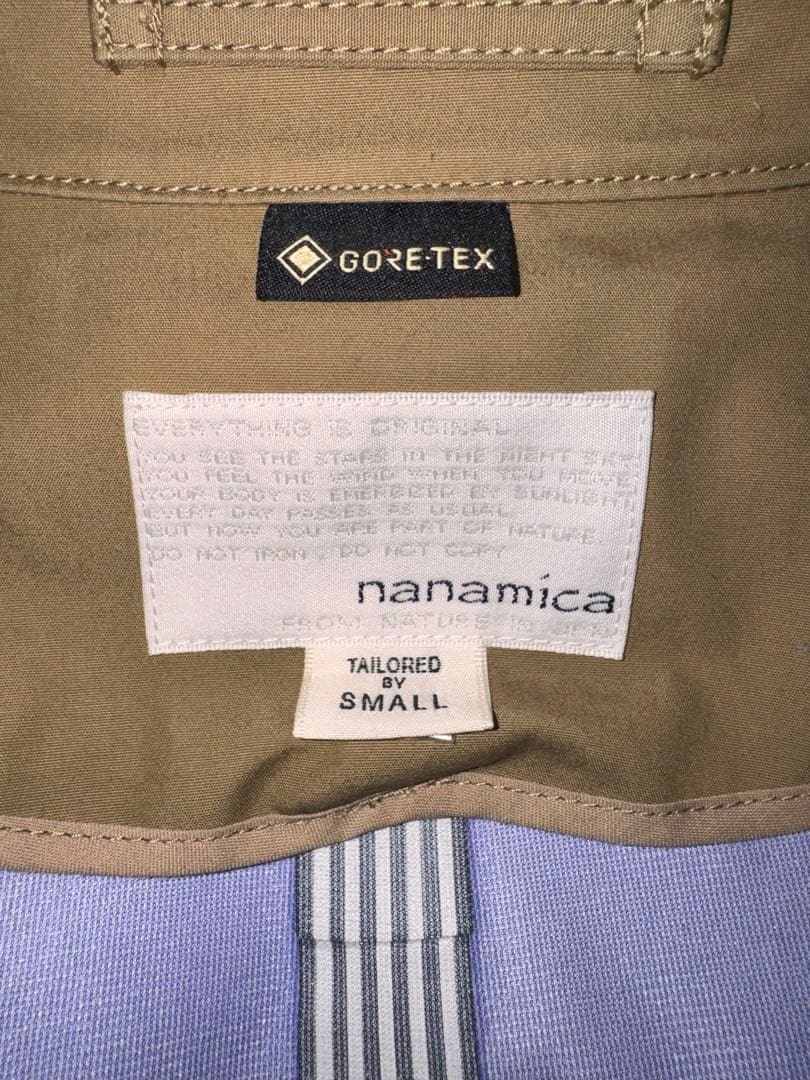 GORE-TEX
EVERYTHING IS ORIGINAL
YOU SEE THE STARS IN THE NIGHT SKY
YOU FEEL THE WIND WHEN YOU MOVE
YOUR BODY IS ENERGIZED BY SUNLIGHT
EVERY DAY PASSES AS USUAL
BUT NOW YOU ARE PART OF NATURE
DO NOT IRON . DO NOT COPY
nanamica
FROM NATURE IN
TAILORED
BY
SMALL